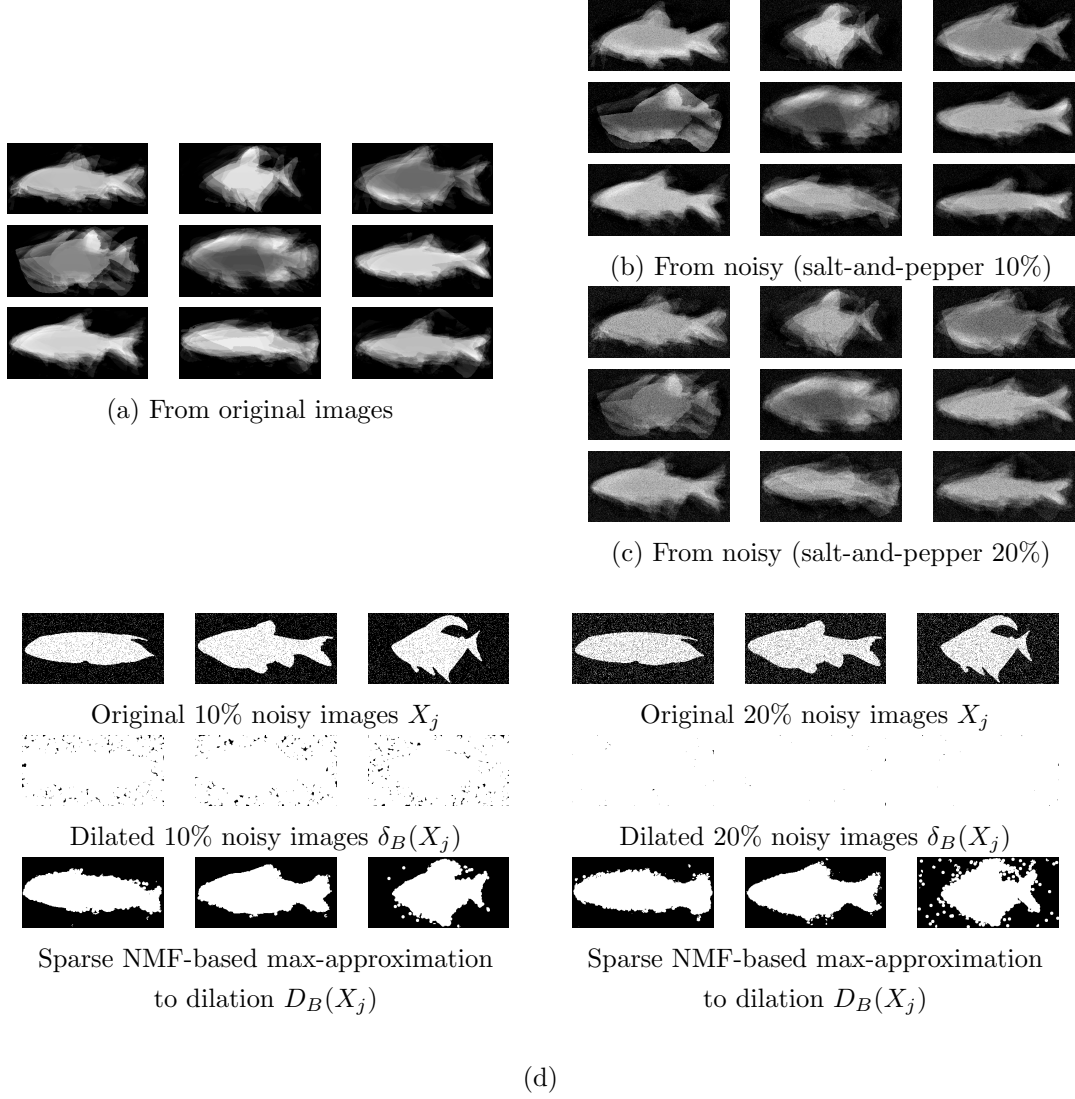 (b) From noisy (salt-and-pepper 10%)
(a) From original images
(c) From noisy (salt-and-pepper 20%)
Original 10% noisy images $X_j$
Original 20% noisy images $X_j$
Dilated 10% noisy images $\delta_B(X_j)$
Dilated 20% noisy images $\delta_B(X_j)$
Sparse NMF-based max-approximation
to dilation $D_B(X_j)$
Sparse NMF-based max-approximation
to dilation $D_B(X_j)$
(d)